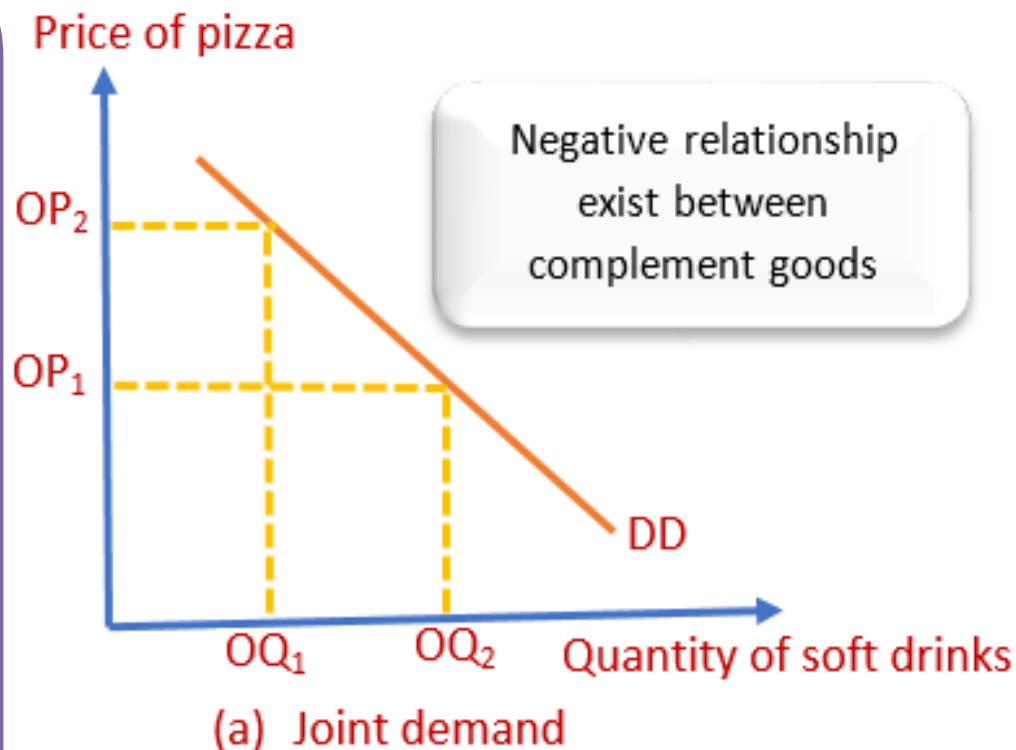 Price of pizza
Negative relationship
exist between
complement goods
OP₂
OP₁
DD
OQ₁
OQ₂
Quantity of soft drinks
(a) Joint demand